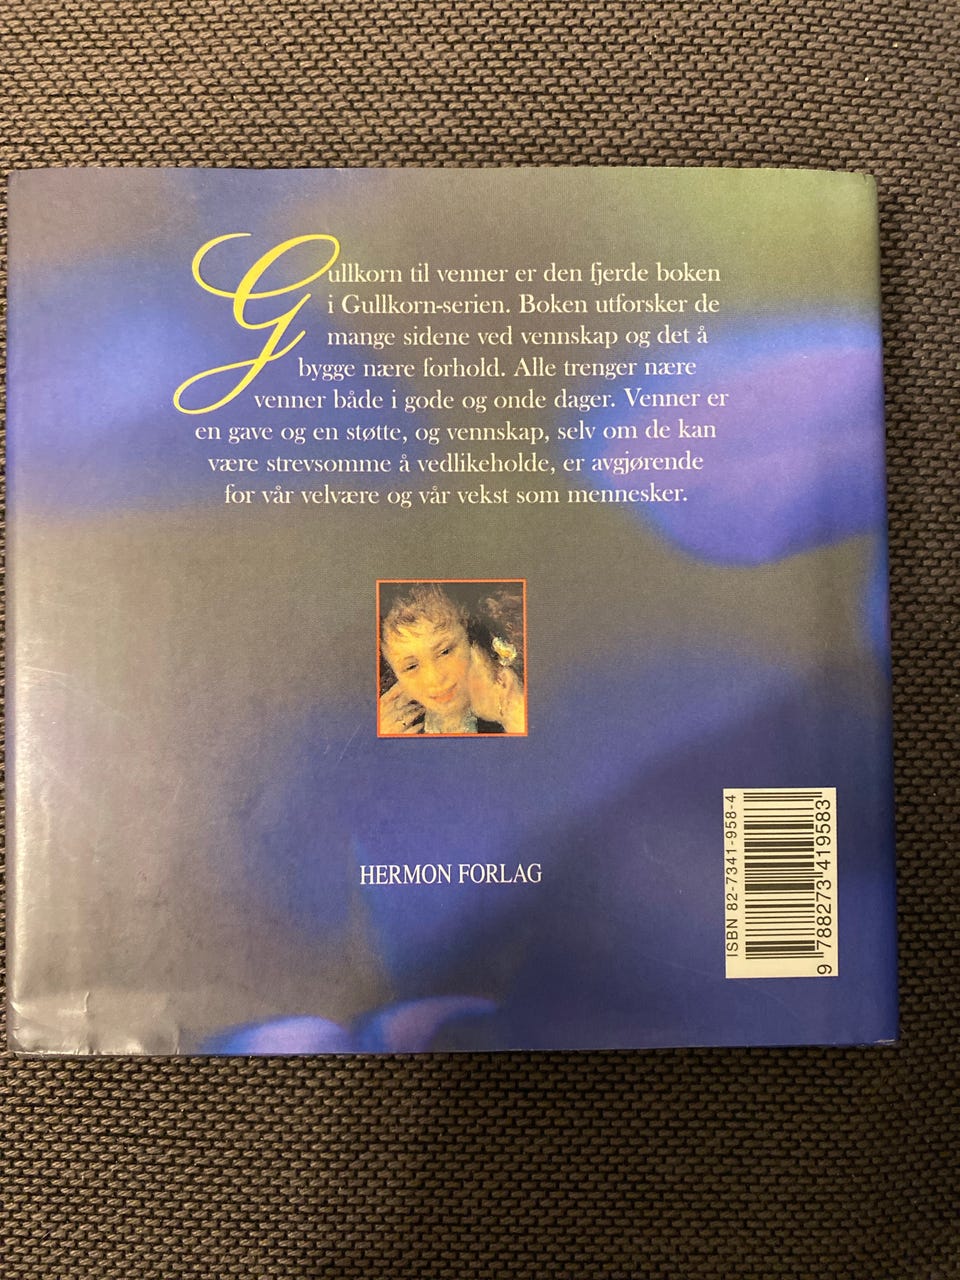 Gullkorn til venner er den fjerde boken
i Gullkorn-serien. Boken utforsker de
mange sidene ved vennskap og det å
bygge nære forhold. Alle trenger nære
venner både i gode og onde dager. Venner er
en gave og en støtte, og vennskap, selv om de kan
være strevsomme å vedlikeholde, er avgjørende
for vår velvære og vår vekst som mennesker.
HERMON FORLAG
ISBN 82-7341-958-4
9 788273 419583